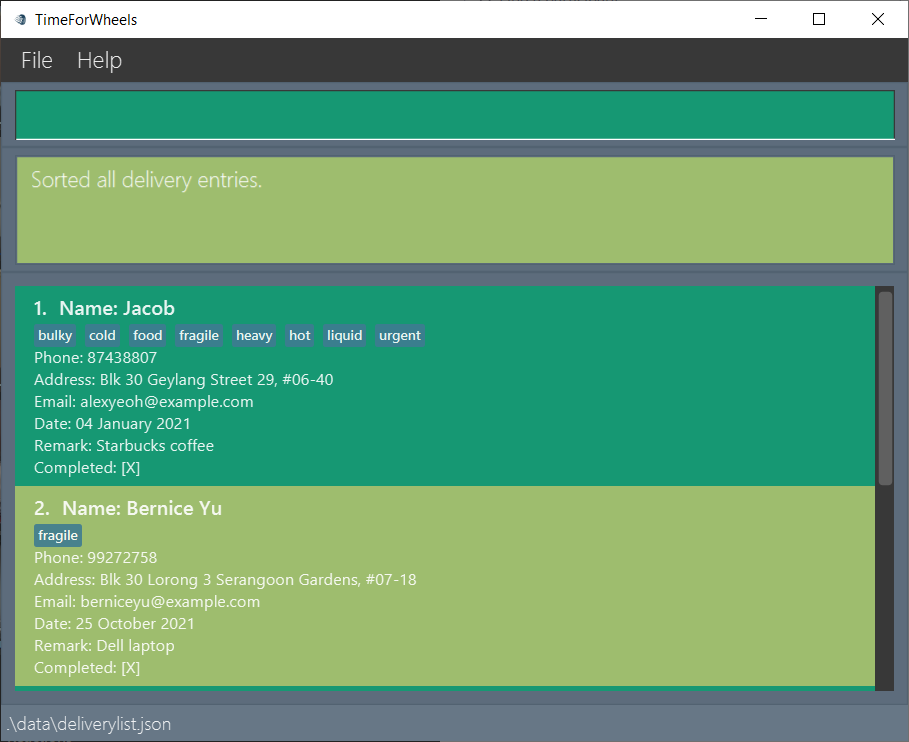 TimeForWheels
File Help
Sorted all delivery entries.
1. Name: Jacob
bulky cold food fragile heavy hot liquid urgent
Phone: 87438807
Address: Blk 30 Geylang Street 29, #06-40
Email: alexyeoh@example.com
Date: 04 January 2021
Remark: Starbucks coffee
Completed: [X]
2. Name: Bernice Yu
fragile
Phone: 99272758
Address: Blk 30 Lorong 3 Serangoon Gardens, #07-18
Email: berniceyu@example.com
Date: 25 October 2021
Remark: Dell laptop
Completed: [X]
.\data\deliverylist.json